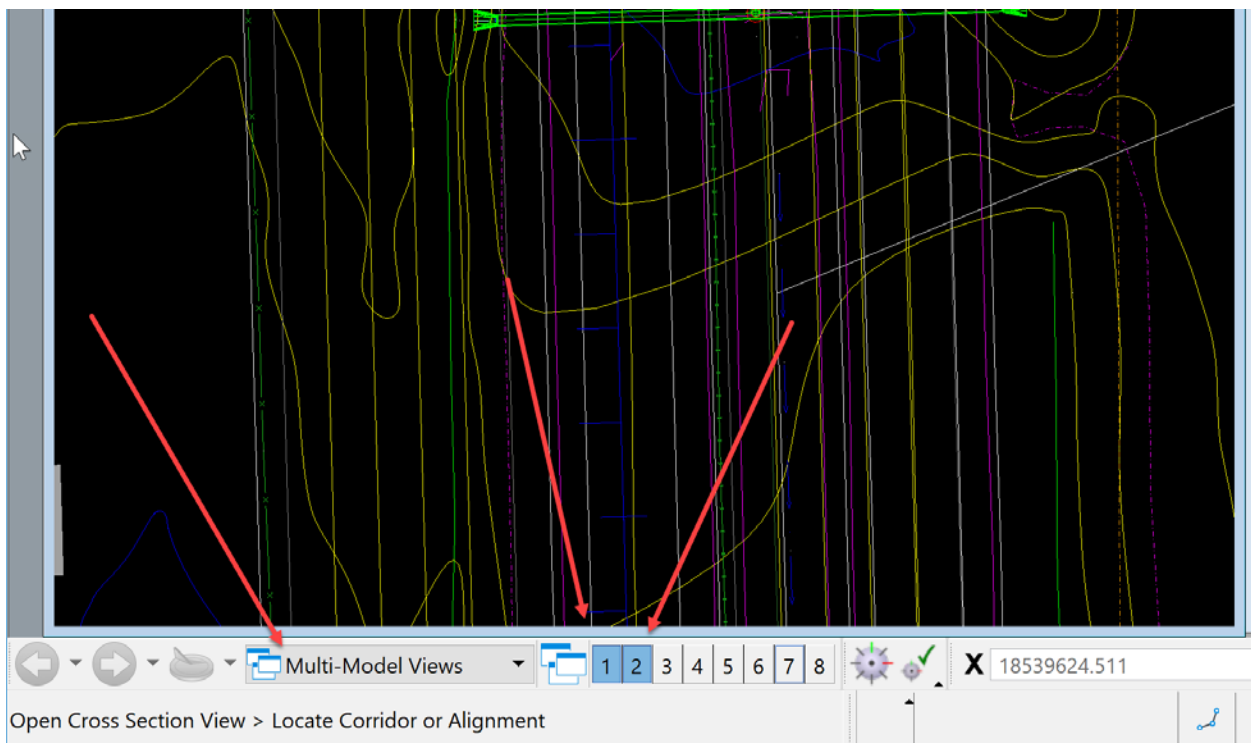 Multi-Model Views 1 2 3 4 5 6 7 8 X 18539624.511
Open Cross Section View > Locate Corridor or Alignment